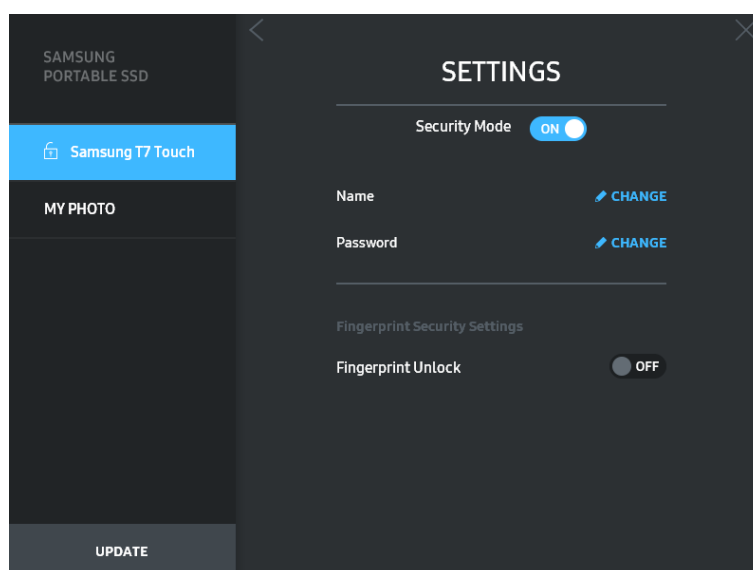 SAMSUNG
PORTABLE SSD
Samsung T7 Touch
MY PHOTO
UPDATE
SETTINGS
Security Mode ON
Name CHANGE
Password CHANGE
Fingerprint Security Settings
Fingerprint Unlock OFF